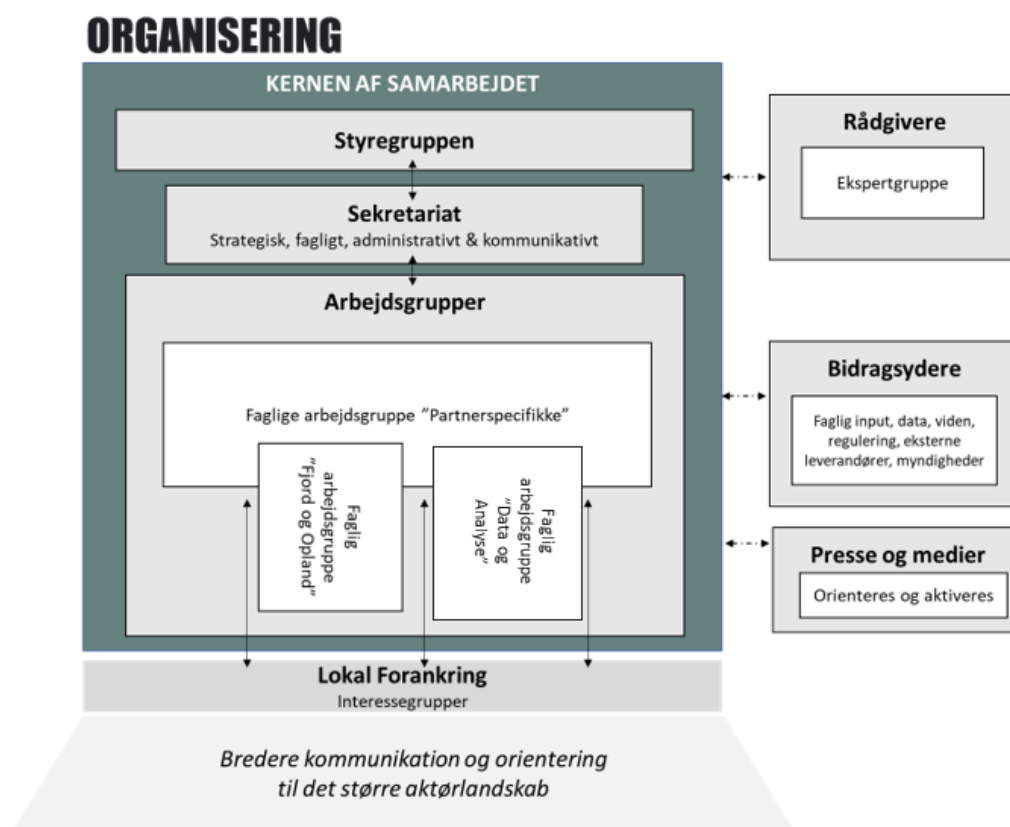 ORGANISERING
KERNEN AF SAMARBEJDET
Styregruppen
Sekretariat
Strategisk, fagligt, administrativt & kommunikativt
Arbejdsgrupper
Faglige arbejdsgruppe ”Partnerspecifikke”
Faglig
arbejdsgruppe
”Fjord og Opland”
Faglig
arbejdsgruppe
”Data og
Analyse”
Lokal Forankring
Interessegrupper
Bredere kommunikation og orientering
til det større aktørlandskab
Rådgivere
Ekspertgruppe
Bidragsydere
Faglig input, data, viden,
regulering, eksterne
leverandører, myndigheder
Presse og medier
Orienteres og aktiveres